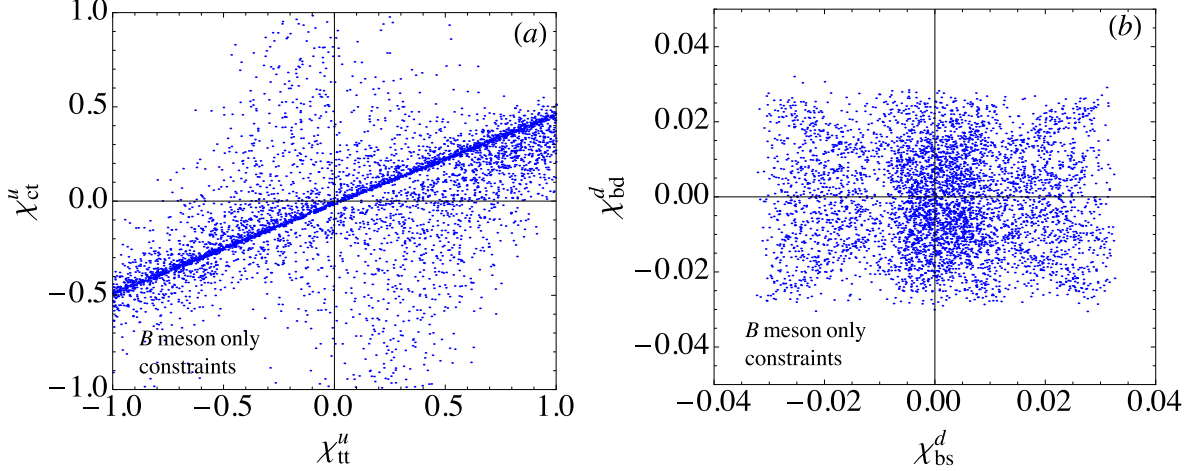 1.0
(a)
0.5
χ^u_ct
0.0
−0.5
B meson only
constraints
−1.0
−1.0 −0.5 0.0 0.5 1.0
χ^u_tt
(b)
0.04
0.02
χ^d_bd
0.00
−0.02
B meson only
constraints
−0.04
−0.04 −0.02 0.00 0.02 0.04
χ^d_bs